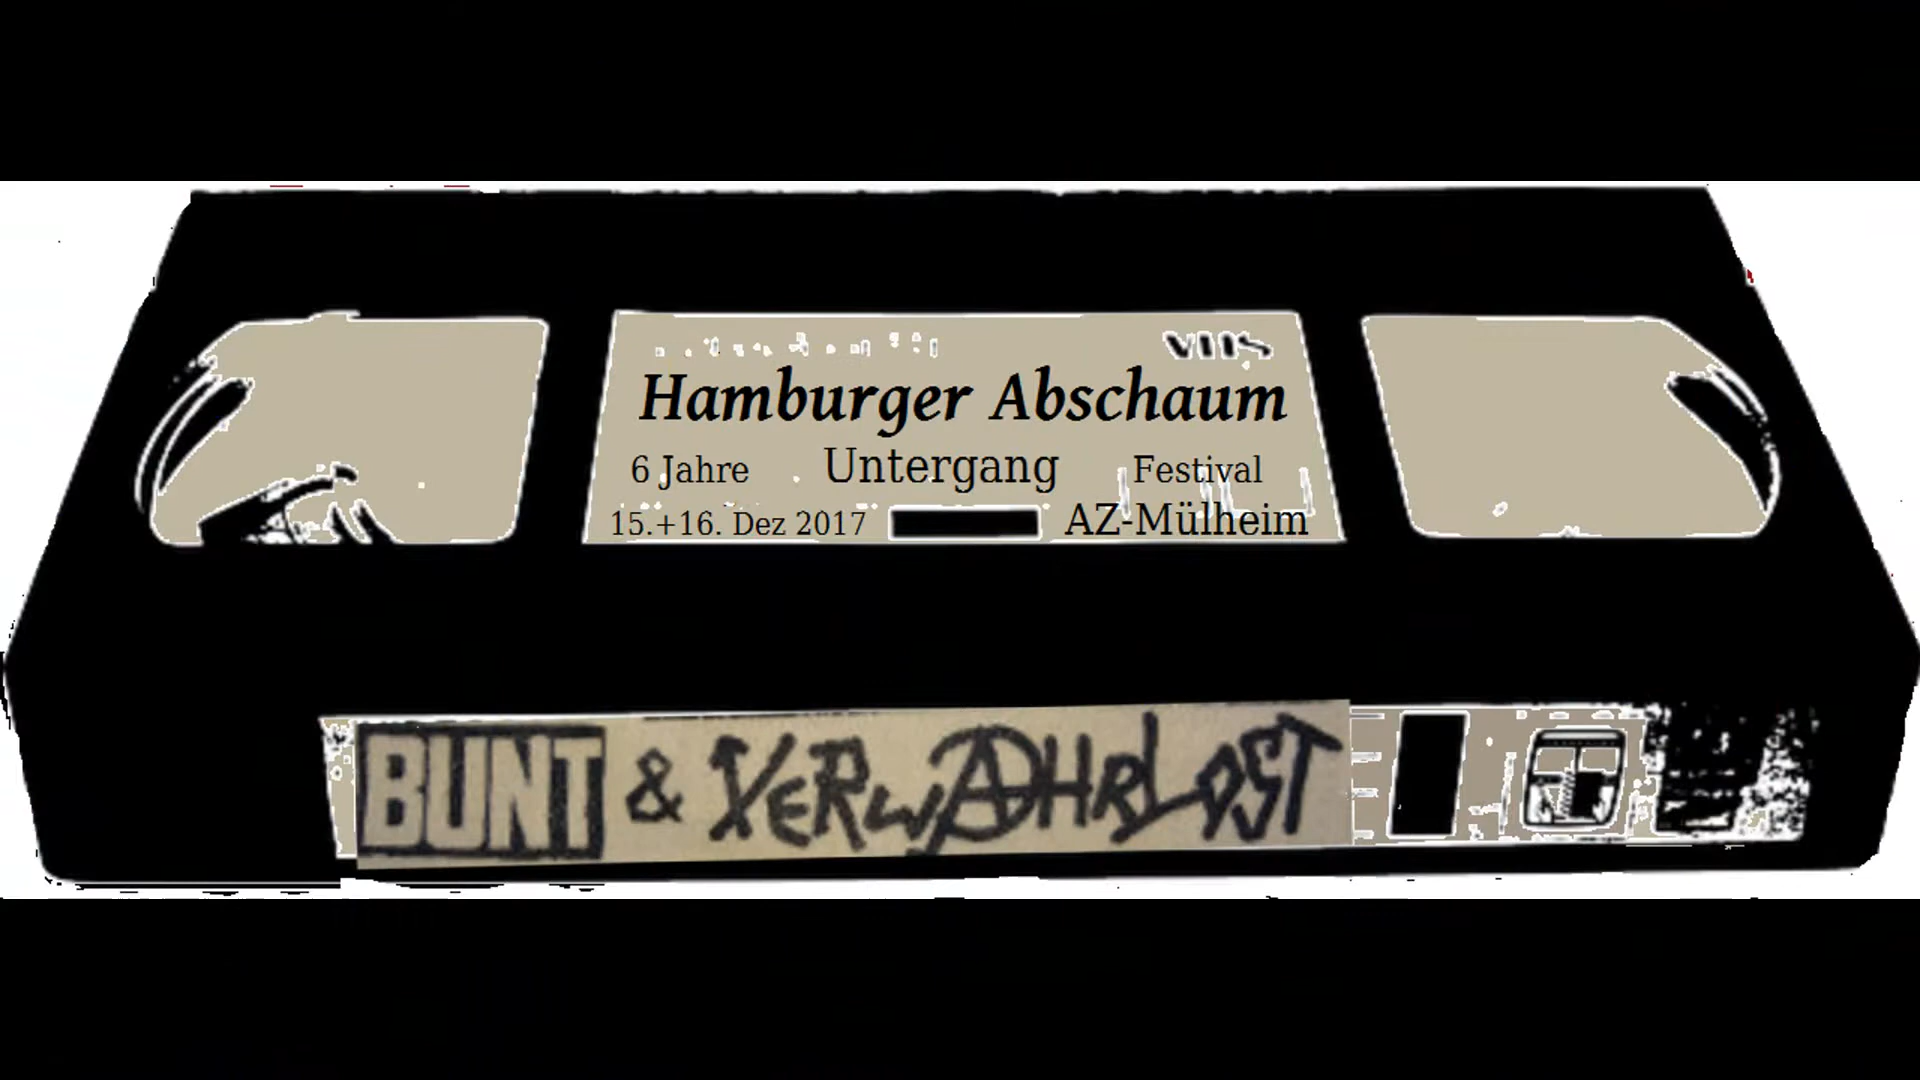 VHS
Hamburger Abschaum
6 Jahre Untergang Festival
15.+16. Dez 2017 AZ-Mülheim
BUNT & VERWAHRLOST